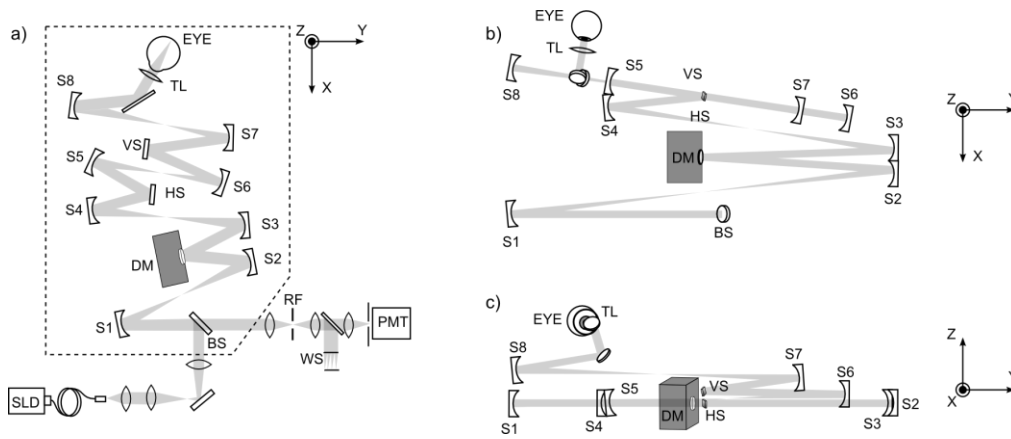 a)
EYE
Z
Y
X
TL
S8
S7
VS
S5
S6
HS
S4
S3
S2
DM
S1
RF
BS
PMT
WS
SLD
b)
EYE
TL
S5
S8
VS
S7
S6
S4
HS
S3
DM
S2
S1
BS
Z
Y
X
c)
EYE
TL
S8
S7
S5
VS
S6
DM
S1
S4
HS
S3
S2
Z
Y
X